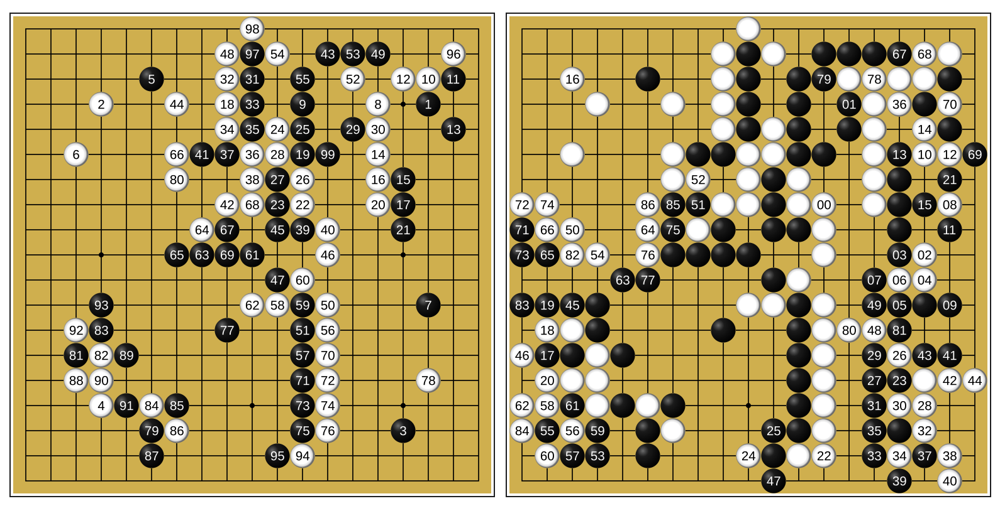 98
48 97 54 43 53 49 96
5 32 31 55 52 12 10 11
2 44 18 33 9 8 1
34 35 24 25 29 30 13
6 66 41 37 36 28 19 99 14
80 38 27 26 16 15
42 68 23 22 20 17
64 67 45 39 40 21
65 63 69 61 46
47 60
93 62 58 59 50 7
92 83 77 51 56
81 82 89 57 70
88 90 71 72 78
4 91 84 85 73 74
79 86 75 76 3
87 95 94
67 68
16 79 78
01 36 70
14
13 10 12 69
52 21
72 74 86 85 51 00 15 08
71 66 50 64 75 11
73 65 82 54 76 03 02
63 77 07 06 04
83 19 45 49 05 09
18 80 48 81
46 17 29 26 43 41
20 27 23 42 44
62 58 61 31 30 28
84 55 56 59 25 35 32
60 57 53 24 22 33 34 37 38
47 39 40